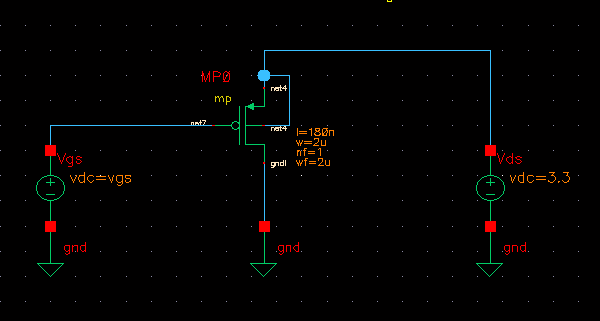 MP0
mp
net4
net7
net4
l=180n
w=2u
nf=1
wf=2u
gnd!
Vgs
vdc=vgs
Vds
vdc=3.3
gnd
gnd
gnd